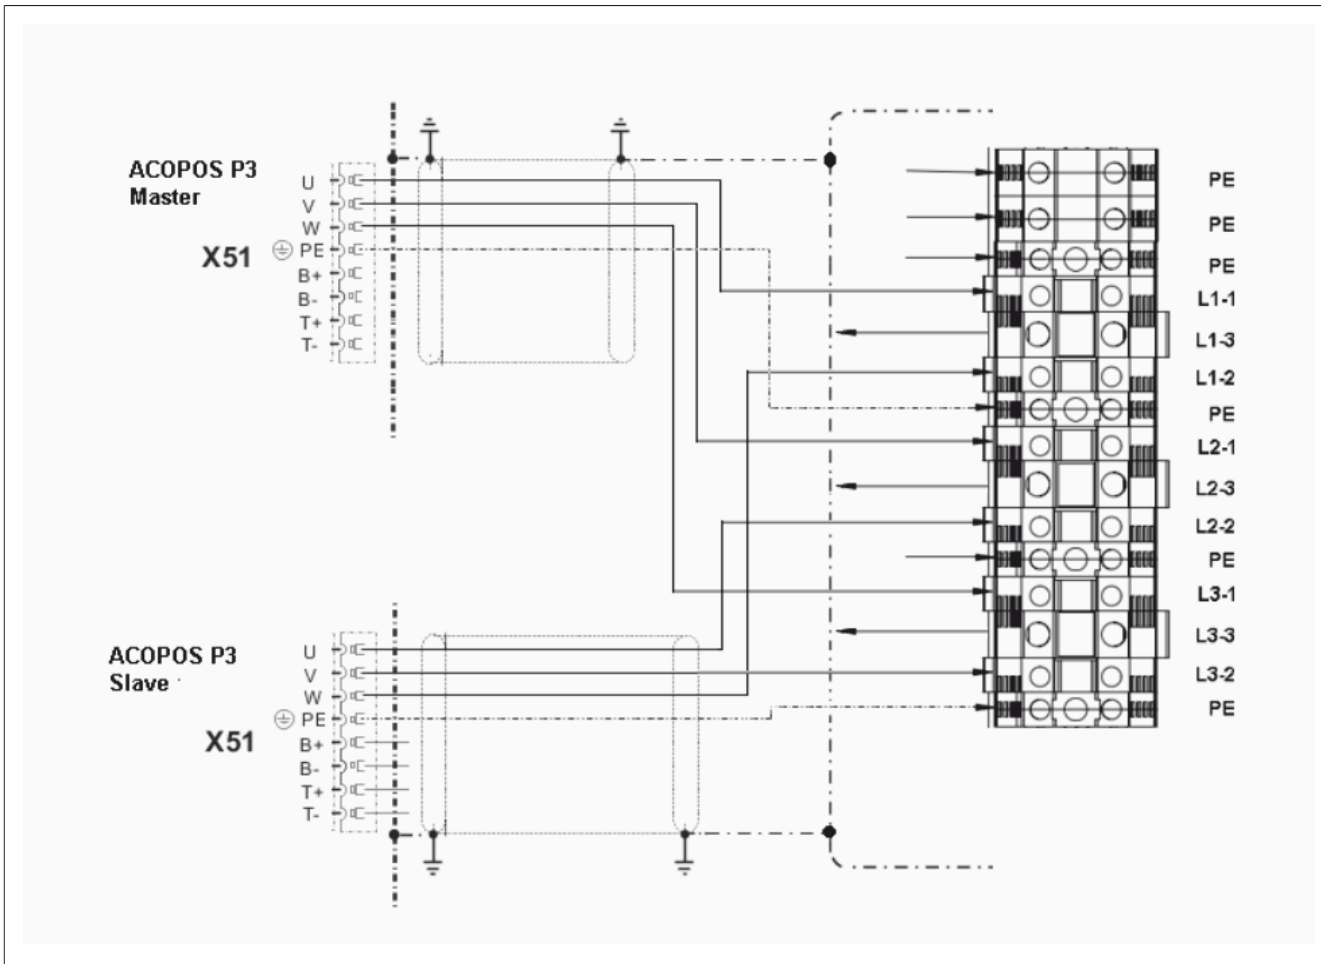 ACOPOS P3
Master
X51
U
V
W
PE
B+
B-
T+
T-
ACOPOS P3
Slave
X51
U
V
W
PE
B+
B-
T+
T-
PE
PE
PE
L1-1
L1-3
L1-2
PE
L2-1
L2-3
L2-2
PE
L3-1
L3-3
L3-2
PE